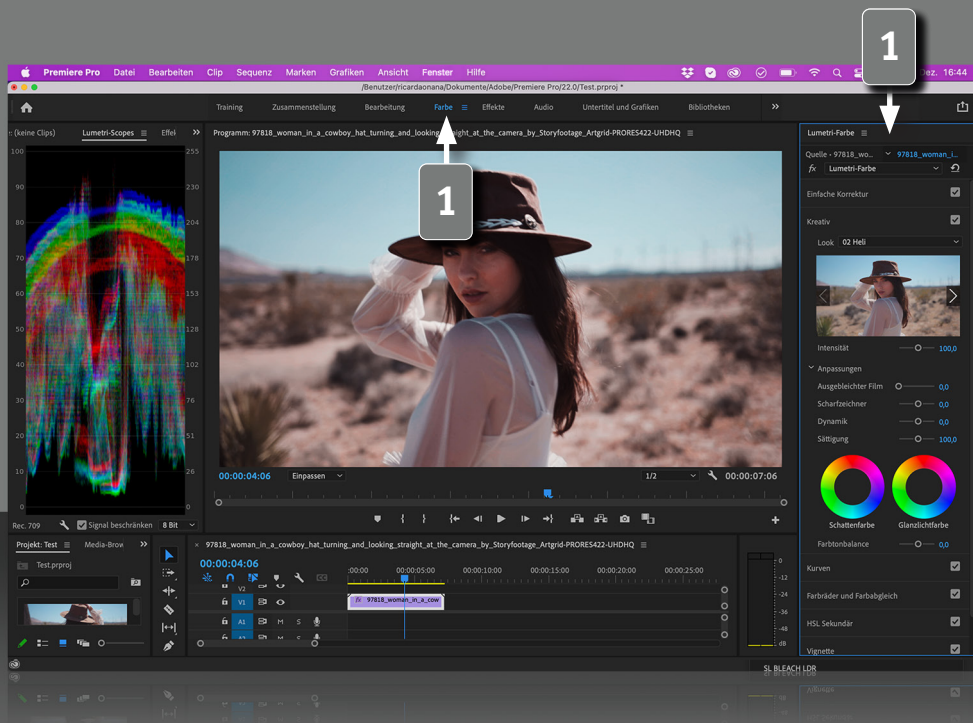 1
Premiere Pro Datei Bearbeiten Clip Sequenz Marken Grafiken Ansicht Fenster Hilfe
Dez. 16:44
/Benutzer/ricardaonana/Dokumente/Adobe/Premiere Pro/22.0/Test.prproj *
Training Zusammenstellung Bearbeitung Farbe Effekte Audio Untertitel und Grafiken Bibliotheken
1
: (keine Clips) Lumetri-Scopes Effel
Programm: 97818_woman_in_a_cowboy_hat_turning_and_looking_straight_at_the_camera_by_Storyfootage_Artgrid-PRORES422-UHDHQ
Lumetri-Farbe
Quelle • 97818_wo... 97818_woman_i...
fx Lumetri-Farbe
Einfache Korrektur
Kreativ
Look 02 Heli
Intensität 100,0
Anpassungen
Ausgebleichter Film 0,0
Scharfzeichner 0,0
Dynamik 0,0
Sättigung 100,0
Schattenfarbe Glanzlichtfarbe
Farbtonbalance 0,0
Kurven
Farbräder und Farbabgleich
HSL Sekundär
Vignette
100 255
90 230
80 204
70 178
60 153
50 128
40 102
30 76
20 51
10 26
0 0
Rec. 709 Signal beschränken 8 Bit
00:00:04:06 Einpassen 1/2 00:00:07:06
Projekt: Test Media-Brow
Test.prproj
× 97818_woman_in_a_cowboy_hat_turning_and_looking_straight_at_the_camera_by_Storyfootage_Artgrid-PRORES422-UHDHQ
00:00:04:06
:00:00 00:00:05:00 00:00:10:00 00:00:15:00 00:00:20:00 00:00:25:00
V2
V1 fx 97818_woman_in_a_cow
A1 M S
A2 M S
0
-12
-24
-36
-48
dB
SL BLEACH LDR